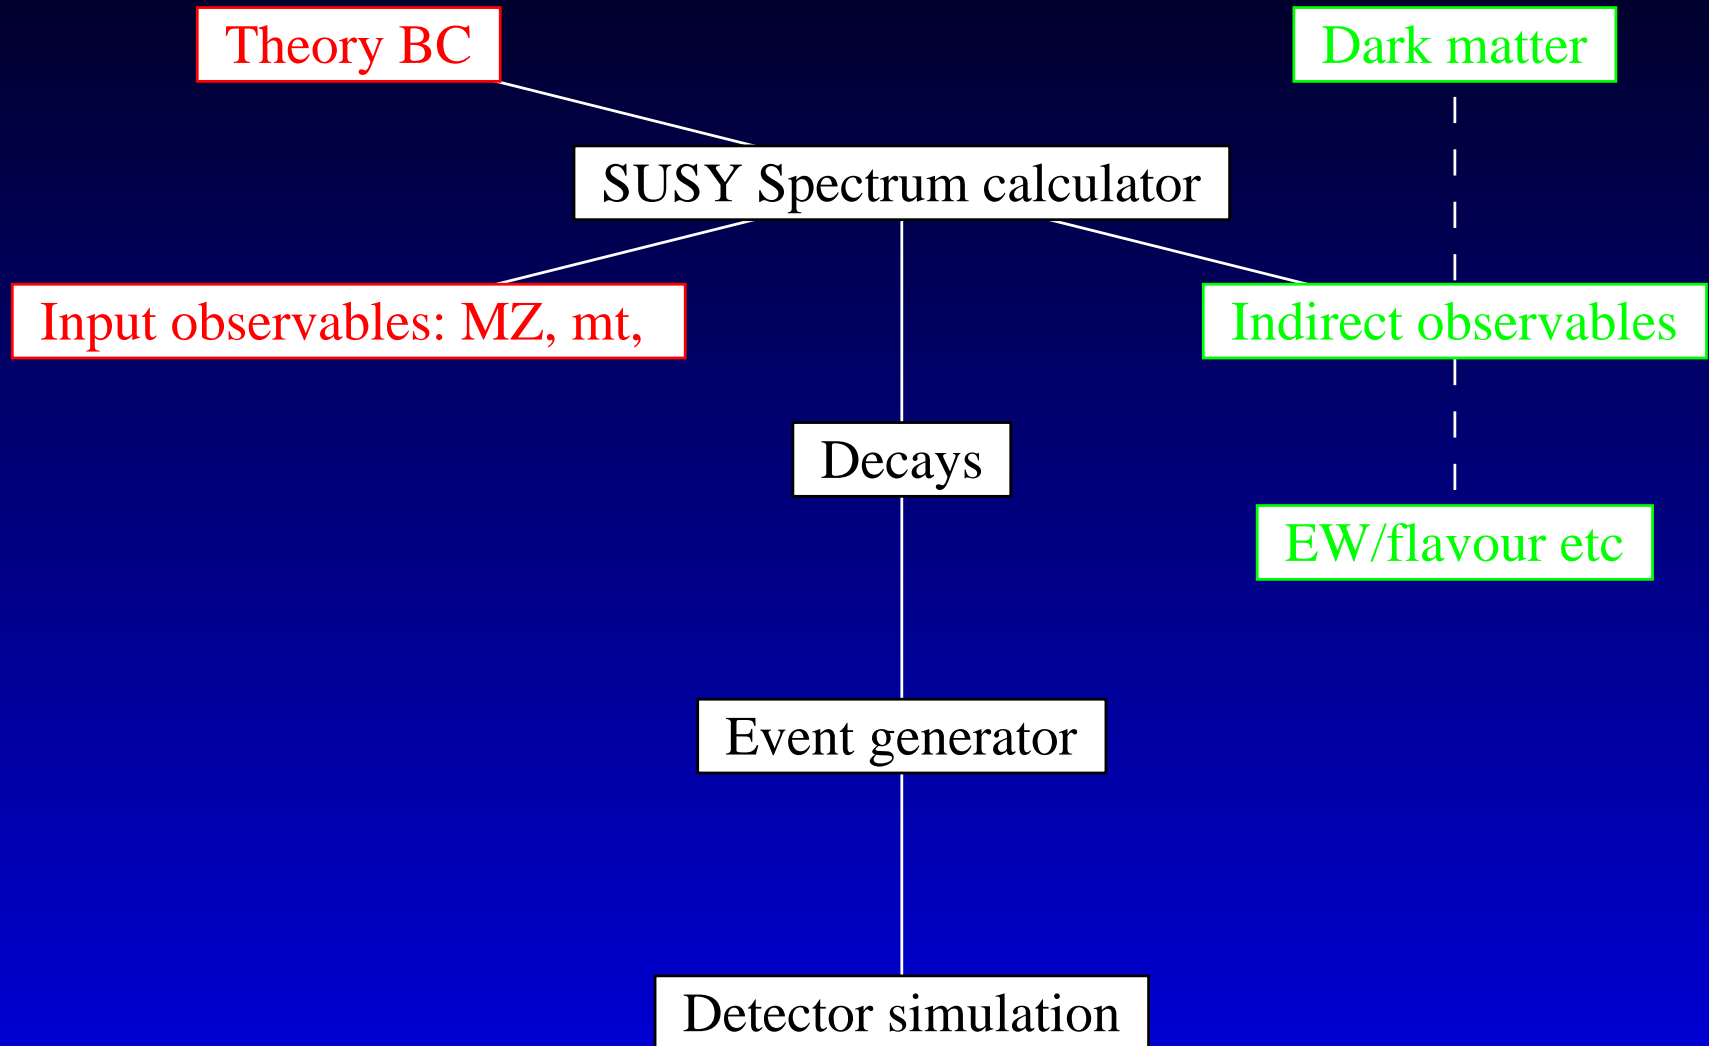 Theory BC
Dark matter
SUSY Spectrum calculator
Input observables: MZ, mt,
Indirect observables
Decays
EW/flavour etc
Event generator
Detector simulation